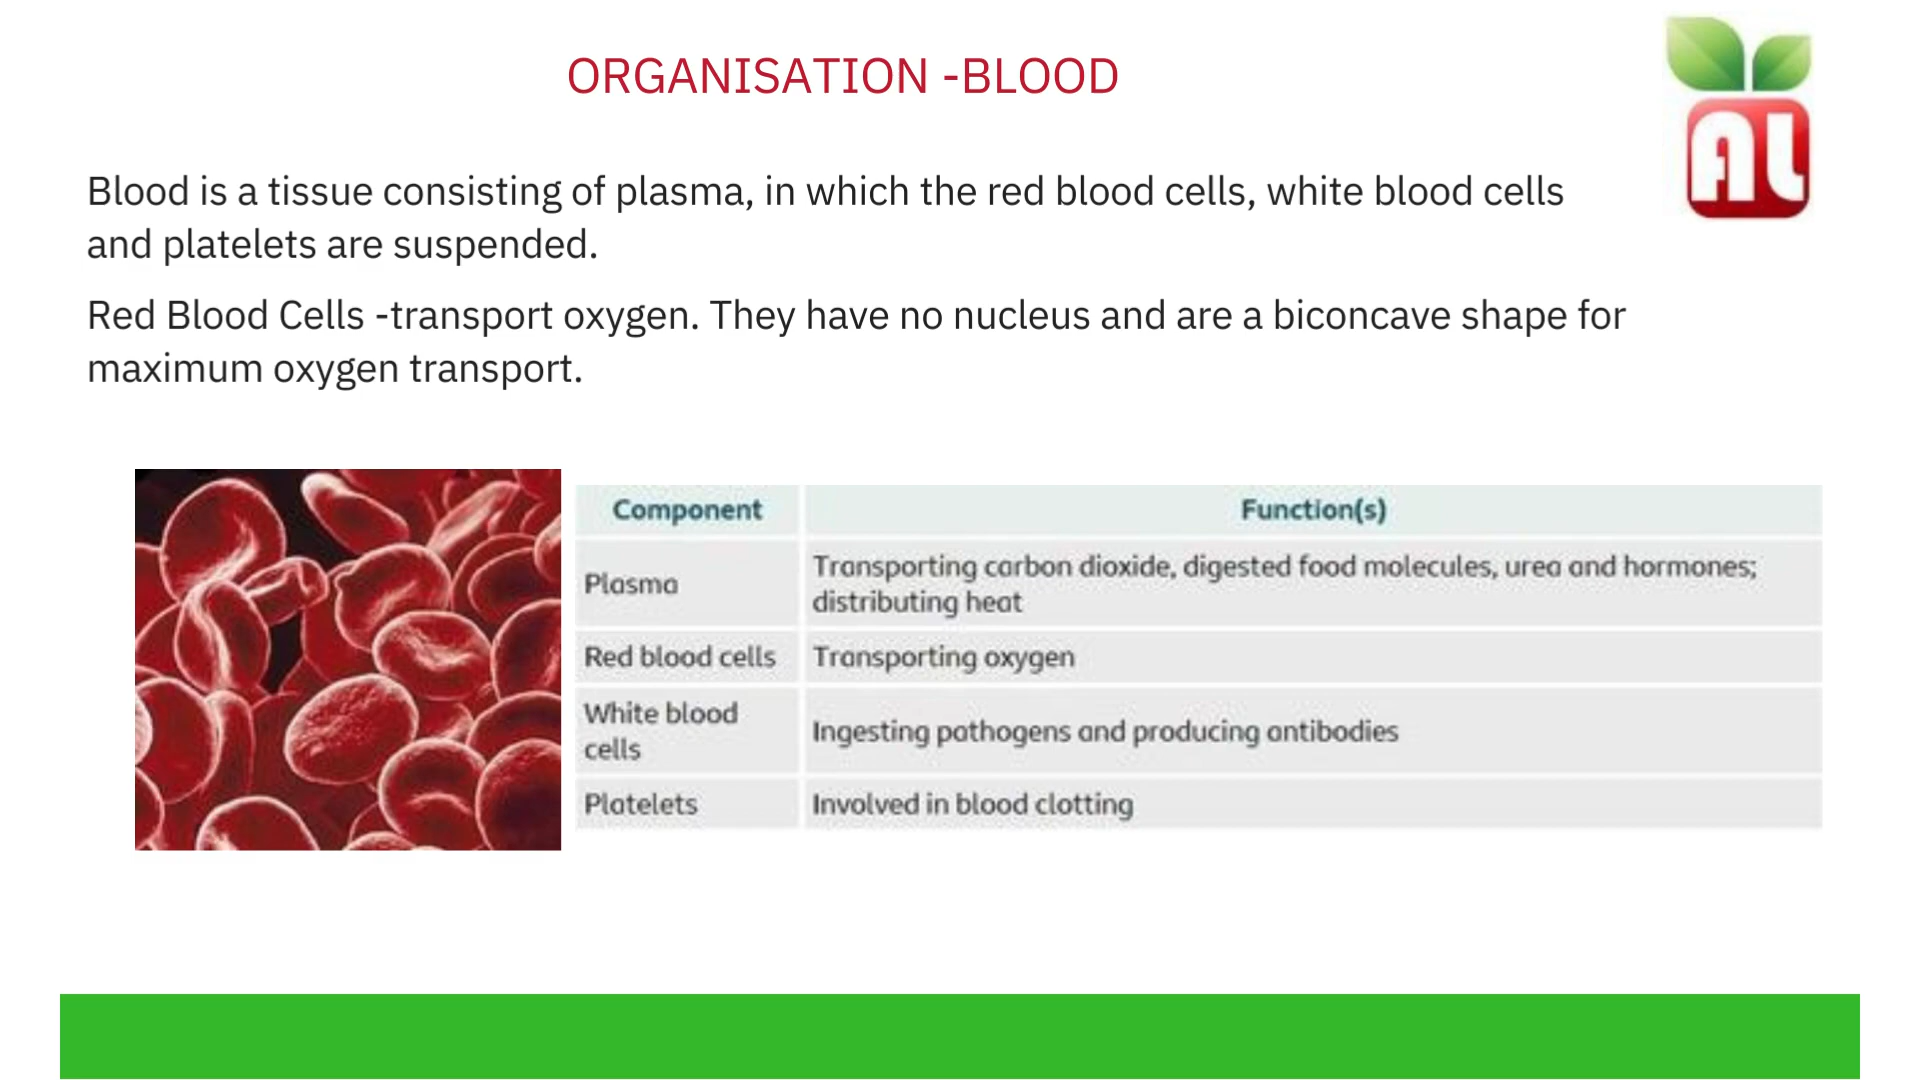 ORGANISATION -BLOOD
AL
Blood is a tissue consisting of plasma, in which the red blood cells, white blood cells
and platelets are suspended.
Red Blood Cells -transport oxygen. They have no nucleus and are a biconcave shape for
maximum oxygen transport.
Component Function(s)
Plasma Transporting carbon dioxide, digested food molecules, urea and hormones;
distributing heat
Red blood cells Transporting oxygen
White blood
cells Ingesting pathogens and producing antibodies
Platelets Involved in blood clotting